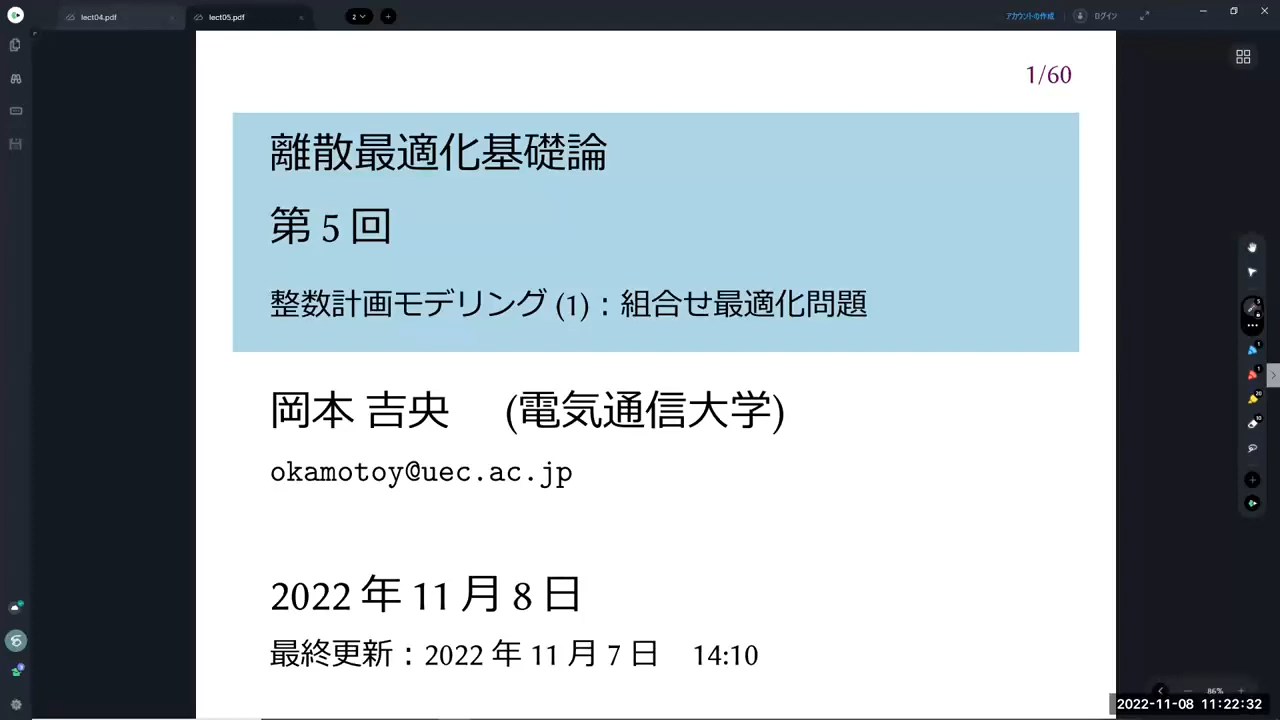 lect04.pdf
lect05.pdf
2
アカウントの作成
ログイン
1/60
離散最適化基礎論
第 5 回
整数計画モデリング (1) : 組合せ最適化問題
岡本 吉央 (電気通信大学)
okamotoy@uec.ac.jp
2022 年 11 月 8 日
最終更新 : 2022 年 11 月 7 日 14:10
86%
2022-11-08 11:22:32